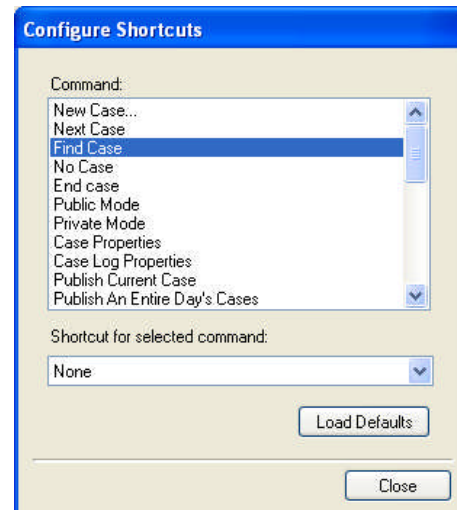 Configure Shortcuts
Command:
New Case...
Next Case
Find Case
No Case
End case
Public Mode
Private Mode
Case Properties
Case Log Properties
Publish Current Case
Publish An Entire Day's Cases
Shortcut for selected command:
None
Load Defaults
Close